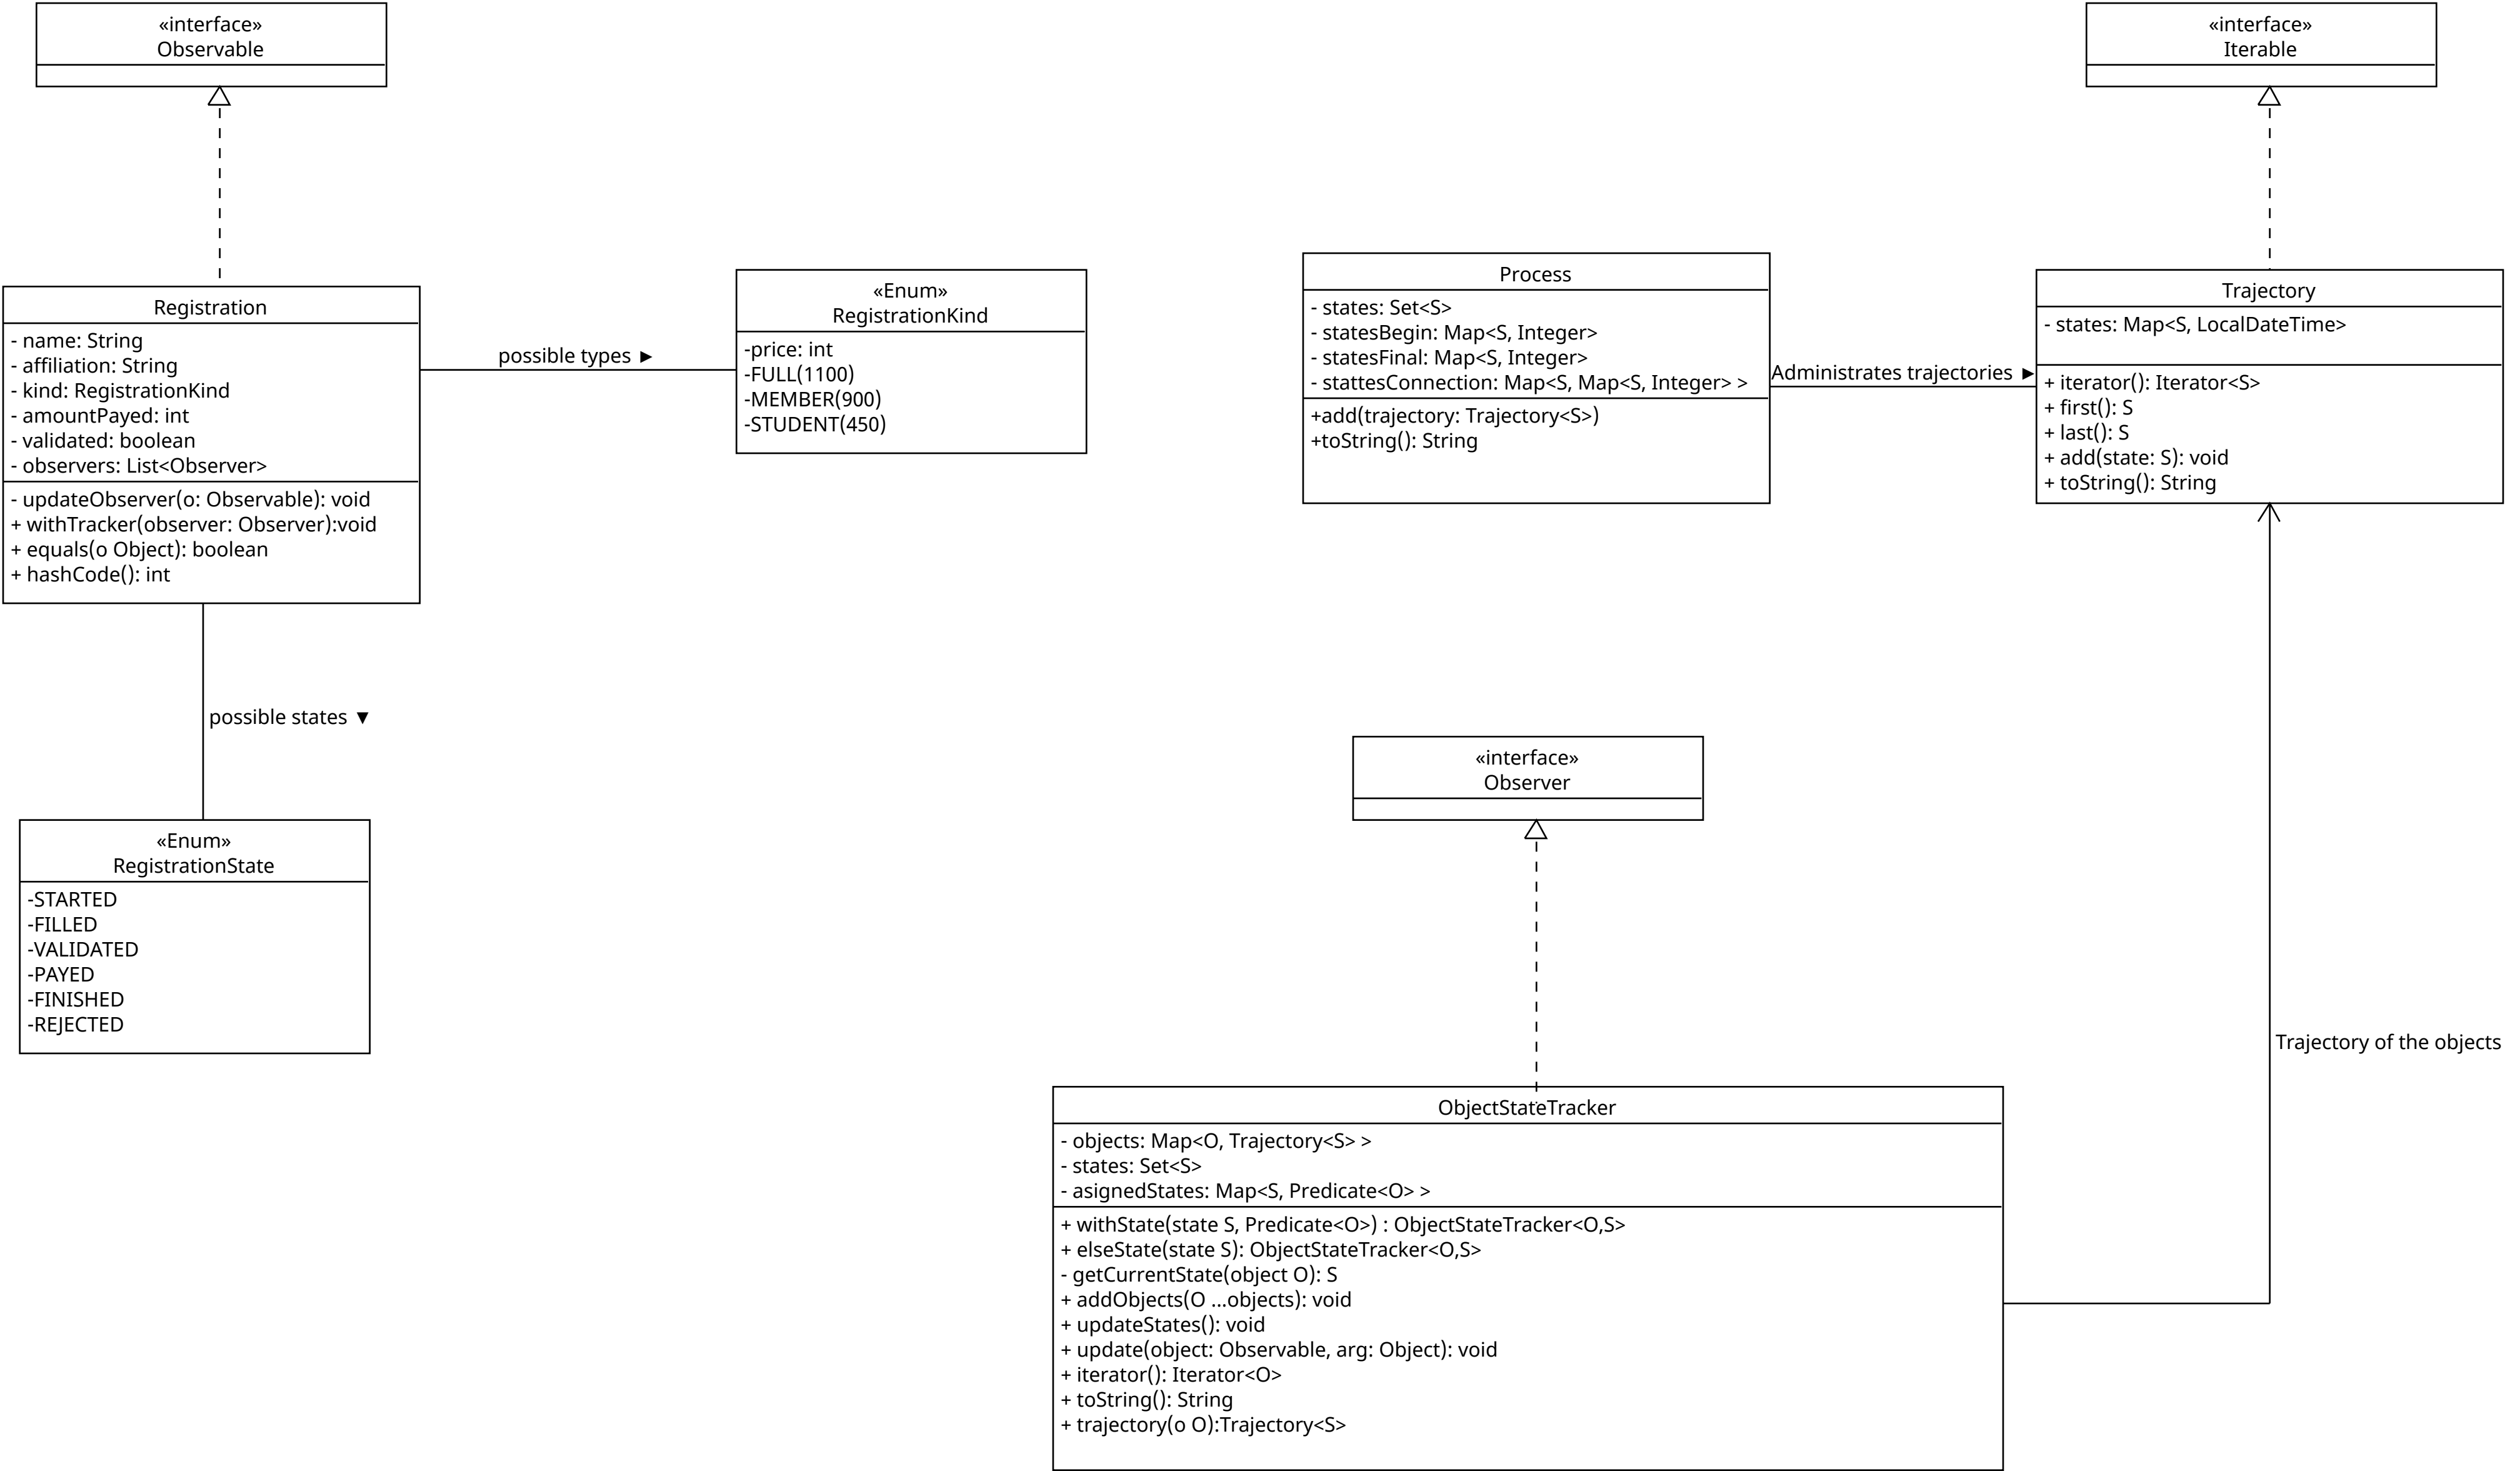 «interface»
Observable
«interface»
Iterable
Registration
- name: String
- affiliation: String
- kind: RegistrationKind
- amountPayed: int
- validated: boolean
- observers: List<Observer>
- updateObserver(o: Observable): void
+ withTracker(observer: Observer):void
+ equals(o Object): boolean
+ hashCode(): int
possible types ►
«Enum»
RegistrationKind
-price: int
-FULL(1100)
-MEMBER(900)
-STUDENT(450)
Process
- states: Set<S>
- statesBegin: Map<S, Integer>
- statesFinal: Map<S, Integer>
- stattesConnection: Map<S, Map<S, Integer> >
+add(trajectory: Trajectory<S>)
+toString(): String
Administrates trajectories ►
Trajectory
- states: Map<S, LocalDateTime>
+ iterator(): Iterator<S>
+ first(): S
+ last(): S
+ add(state: S): void
+ toString(): String
possible states ▼
«Enum»
RegistrationState
-STARTED
-FILLED
-VALIDATED
-PAYED
-FINISHED
-REJECTED
«interface»
Observer
Trajectory of the objects
ObjectStateTracker
- objects: Map<O, Trajectory<S> >
- states: Set<S>
- asignedStates: Map<S, Predicate<O> >
+ withState(state S, Predicate<O>) : ObjectStateTracker<O,S>
+ elseState(state S): ObjectStateTracker<O,S>
- getCurrentState(object O): S
+ addObjects(O ...objects): void
+ updateStates(): void
+ update(object: Observable, arg: Object): void
+ iterator(): Iterator<O>
+ toString(): String
+ trajectory(o O):Trajectory<S>